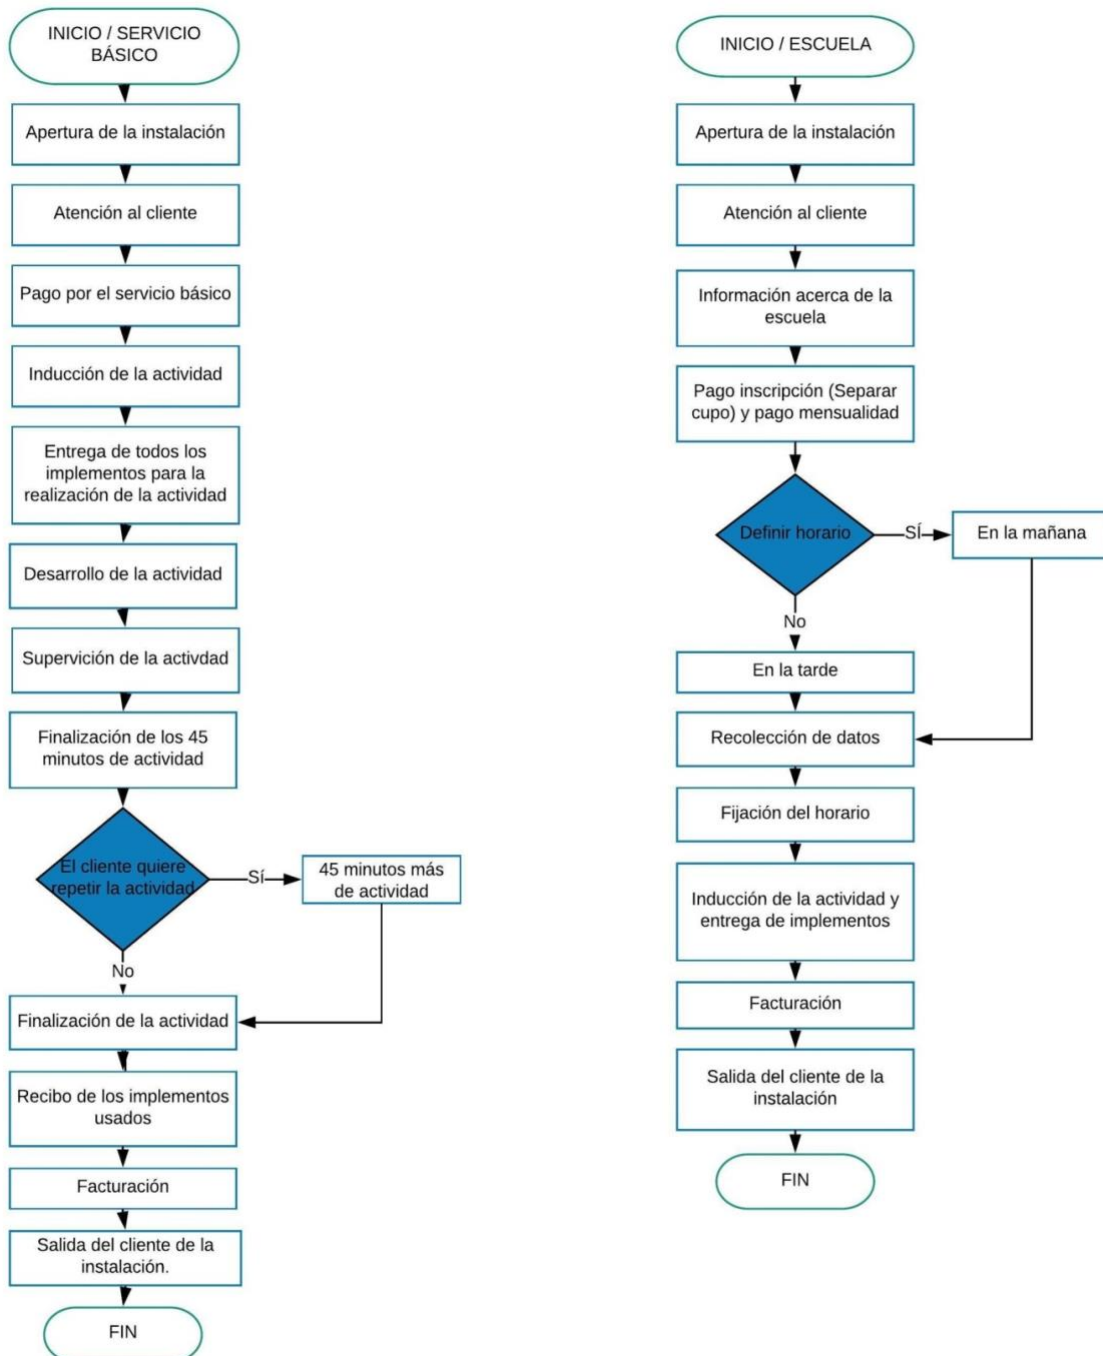 INICIO / SERVICIO
BÁSICO
Apertura de la instalación
Atención al cliente
Pago por el servicio básico
Inducción de la actividad
Entrega de todos los
implementos para la
realización de la actividad
Desarrollo de la actividad
Supervición de la activdad
Finalización de los 45
minutos de actividad
El cliente quiere
repetir la actividad
Sí
45 minutos más
de actividad
No
Finalización de la actividad
Recibo de los implementos
usados
Facturación
Salida del cliente de la
instalación.
FIN
INICIO / ESCUELA
Apertura de la instalación
Atención al cliente
Información acerca de la
escuela
Pago inscripción (Separar
cupo) y pago mensualidad
Definir horario
SÍ
En la mañana
No
En la tarde
Recolección de datos
Fijación del horario
Inducción de la actividad y
entrega de implementos
Facturación
Salida del cliente de la
instalación
FIN